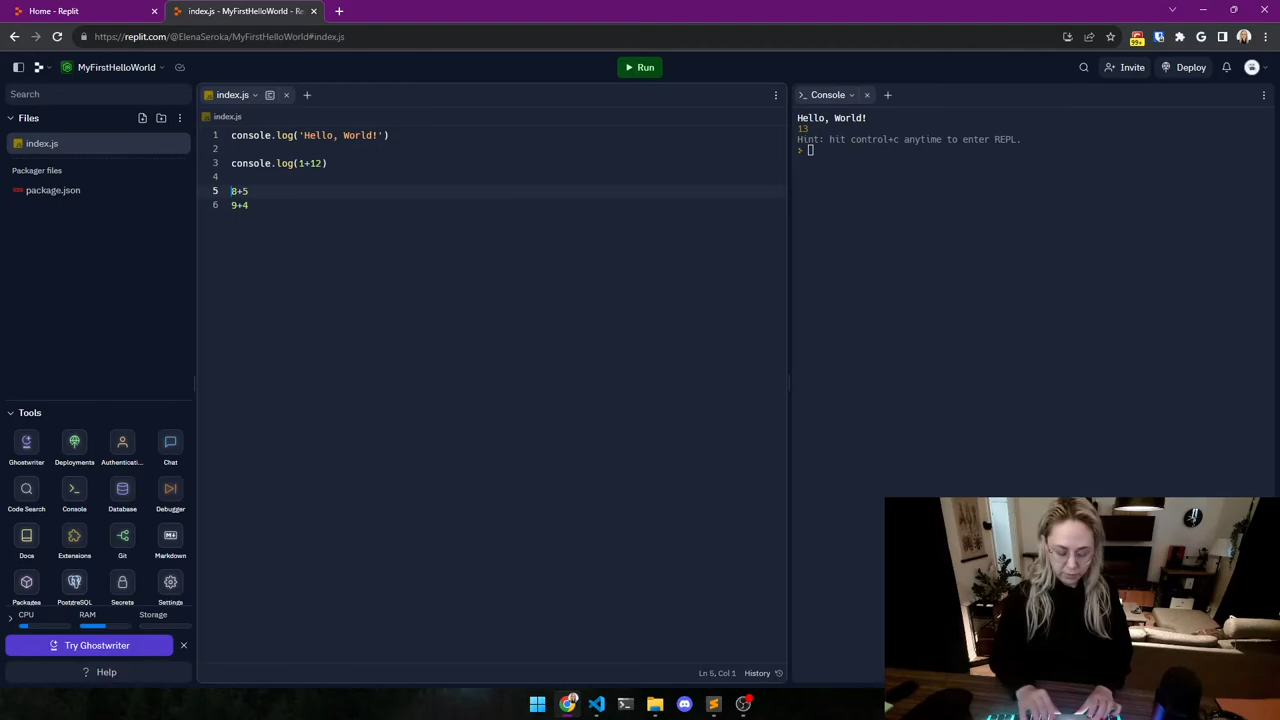 Home - Replit
index.js - MyFirstHelloWorld - Re
https://replit.com/@ElenaSeroka/MyFirstHelloWorld#index.js
99+
MyFirstHelloWorld
Run
Invite
Deploy
Search
index.js
Console
Files
index.js
index.js
Packager files
package.json
1 console.log('Hello, World!')
2
3 console.log(1+12)
4
5 8+5
6 9+4
Hello, World!
13
Hint: hit control+c anytime to enter REPL.
>
Tools
Ghostwriter
Deployments
Authenticati...
Chat
Code Search
Console
Database
Debugger
Docs
Extensions
Git
Markdown
Packages
PostgreSQL
Secrets
Settings
CPU
RAM
Storage
Try Ghostwriter
Help
Ln 5, Col 1
History